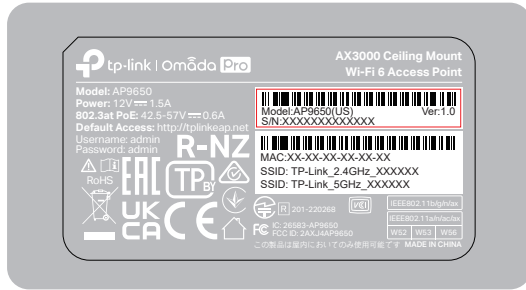 tp-link | Omada Pro
AX3000 Ceiling Mount
Wi-Fi 6 Access Point
Model: AP9650
Power: 12V⎓1.5A
802.3at PoE: 42.5-57V⎓0.6A
Default Access: http://tplinkeap.net
Username: admin
Password: admin
Model:AP9650(US) Ver:1.0
S/N:XXXXXXXXXXXXX
MAC:XX-XX-XX-XX-XX-XX
SSID: TP-Link_2.4GHz_XXXXXX
SSID: TP-Link_5GHz_XXXXXX
R-NZ
RoHS
EAC
TP
BY
UK
CA
CE
R 201-220268
VCI
FC
IC: 26583-AP9650
FCC ID: 2AXJ4AP9650
IEEE802.11b/g/n/ax
IEEE802.11a/n/ac/ax
W52 W53 W56
この製品は屋内においてのみ使用可能です MADE IN CHINA